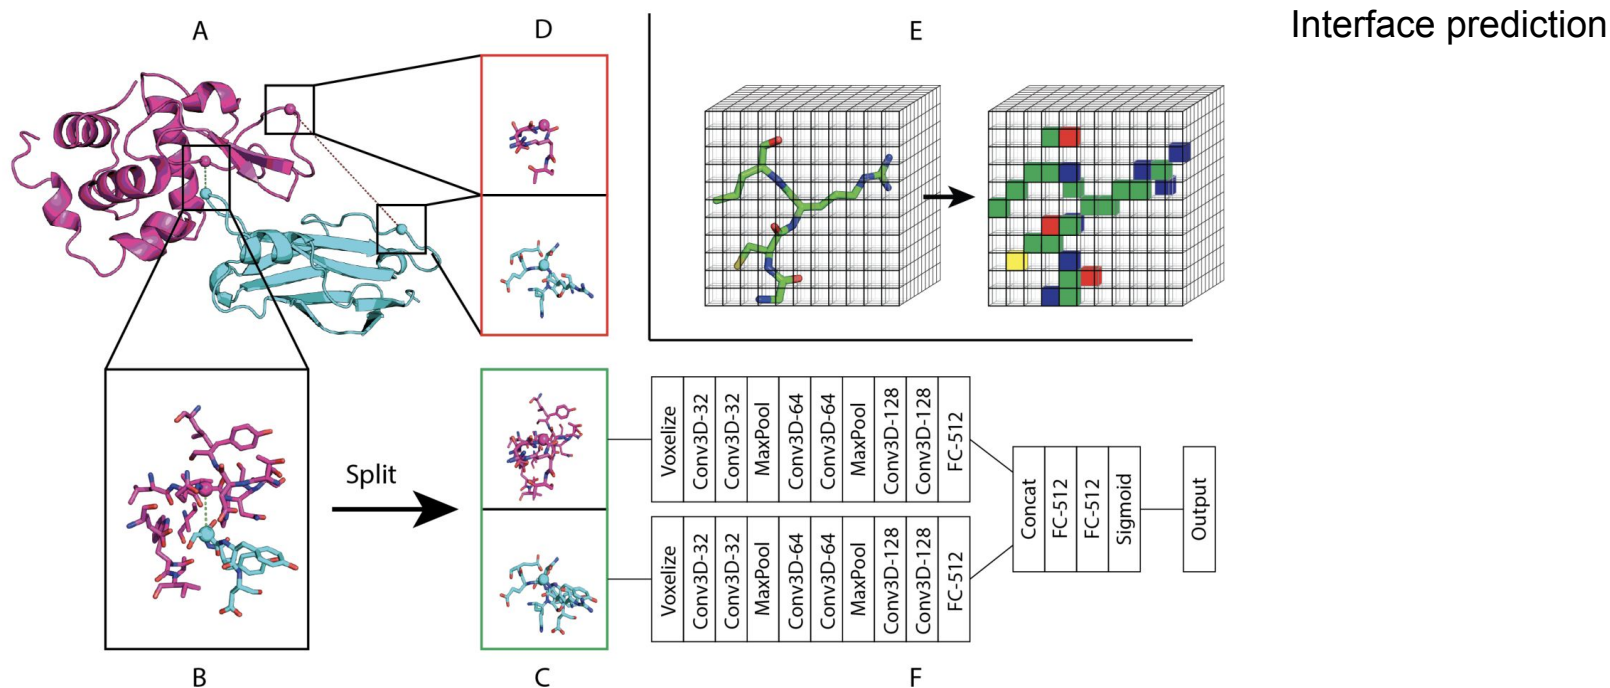 Interface prediction
A
D
E
Split
B
C
F
Voxelize
Conv3D-32
Conv3D-32
MaxPool
Conv3D-64
Conv3D-64
MaxPool
Conv3D-128
Conv3D-128
FC-512
Voxelize
Conv3D-32
Conv3D-32
MaxPool
Conv3D-64
Conv3D-64
MaxPool
Conv3D-128
Conv3D-128
FC-512
Concat
FC-512
FC-512
Sigmoid
Output